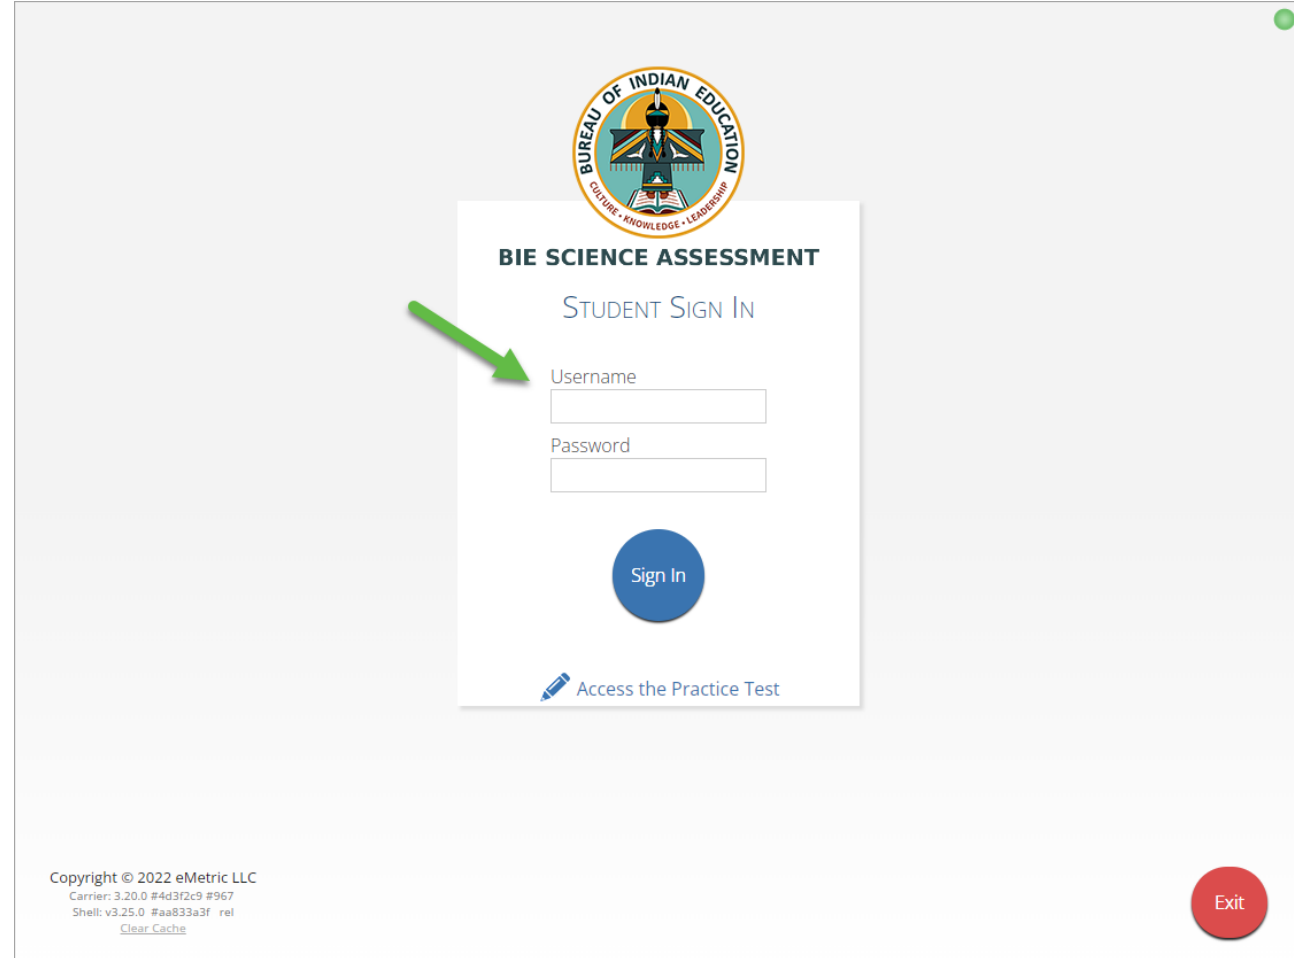 BUREAU OF INDIAN EDUCATION
CULTURE • KNOWLEDGE • LEADERSHIP
BIE SCIENCE ASSESSMENT
Student Sign In
Username
Password
Sign In
Access the Practice Test
Copyright © 2022 eMetric LLC
Carrier: 3.20.0 #4d3f2c9 #967
Shell: v3.25.0 #aa833a3f rel
Clear Cache
Exit